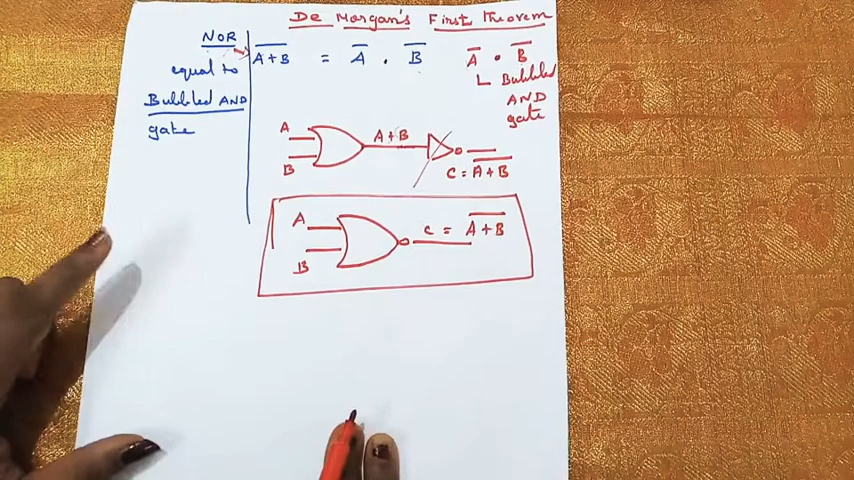 De Morgan's First Theorem
NOR
equal to
Bubbled AND
gate
A̅+̅B̅ = A̅ . B̅
A̅ . B̅
Bubbled
AND
gate
A
B
A+B
C = A̅+̅B̅
A
B
C = A̅+̅B̅